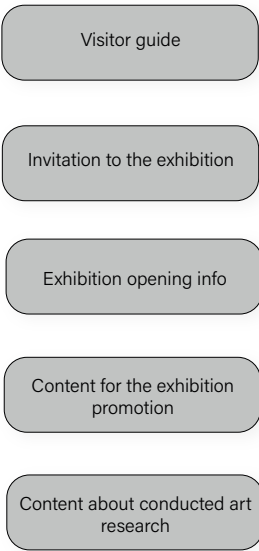 Visitor guide
Invitation to the exhibition
Exhibition opening info
Content for the exhibition
promotion
Content about conducted art
research